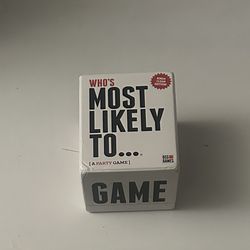 WHO'S
MOST
LIKELY
TO....
[ A PARTY GAME ]
GAME